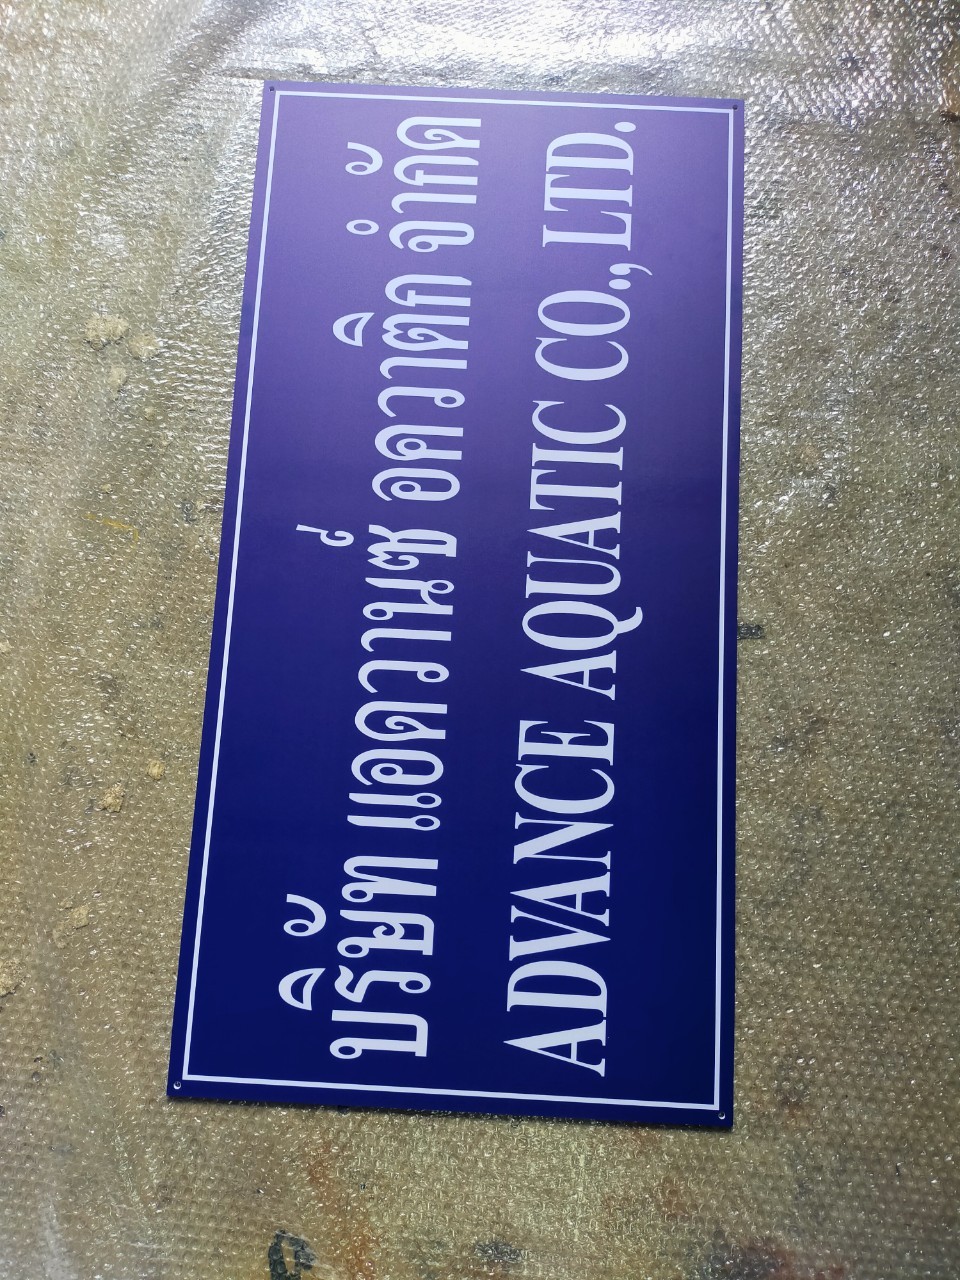 บริษัท แอดวานซ์ อควาติก จำกัด
ADVANCE AQUATIC CO., LTD.